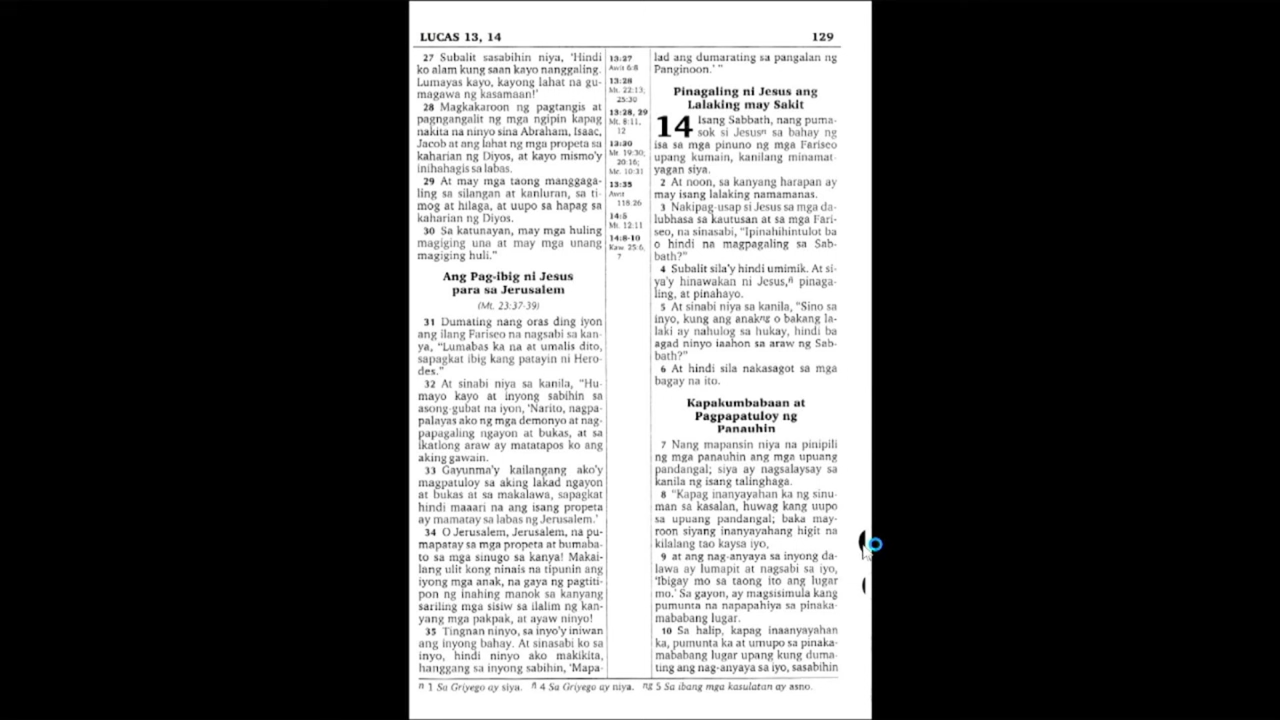 LUCAS 13, 14
129
27 Subalit sasabihin niya, ‘Hindi
ko alam kung saan kayo nanggaling.
Lumayas kayo, kayong lahat na gu-
magawa ng kasamaan!’
28 Magkakaroon ng pagtangis at
pagngangalit ng mga ngipin kapag
nakita na ninyo sina Abraham, Isaac,
Jacob at ang lahat ng mga propeta sa
kaharian ng Diyos, at kayo mismo'y
inihahagis sa labas.
29 At may mga taong manggaga-
ling sa silangan at kanluran, sa ti-
mog at hilaga, at uupo sa hapag sa
kaharian ng Diyos.
30 Sa katunayan, may mga huling
magiging una at may mga unang
magiging huli.”
Ang Pag-ibig ni Jesus
para sa Jerusalem
(Mt. 23:37-39)
31 Dumating nang oras ding iyon
ang ilang Fariseo na nagsabi sa kan-
ya, “Lumabas ka na at umalis dito,
sapagkat ibig kang patayin ni Hero-
des.”
32 At sinabi niya sa kanila, “Hu-
mayo kayo at inyong sabihin sa
asong-gubat na iyon, ‘Narito, nagpa-
palayas ako ng mga demonyo at nag-
papagaling ngayon at bukas, at sa
ikatlong araw ay matatapos ko ang
aking gawain.
33 Gayunma'y kailangang ako'y
magpatuloy sa aking lakad ngayon
at bukas at sa makalawa, sapagkat
hindi maaari na ang isang propeta
ay mamatay sa labas ng Jerusalem.’
34 O Jerusalem, Jerusalem, na pu-
mapatay sa mga propeta at bumaba-
to sa mga sinugo sa kanya! Makai-
lang ulit kong ninais na tipunin ang
iyong mga anak, na gaya ng pagtiti-
pon ng inahing manok sa kanyang
sariling mga sisiw sa ilalim ng kan-
yang mga pakpak, at ayaw ninyo!
35 Tingnan ninyo, sa inyo'y iniwan
ang inyong bahay. At sinasabi ko sa
inyo, hindi ninyo ako makikita,
hanggang sa inyong sabihin, ‘Mapa-
13:27
Awit 6:8
13:28
Mt. 22:13;
25:30
13:28, 29
Mt. 8:11,
12
13:30
Mt. 19:30;
20:16;
Mc. 10:31
13:35
Awit
118:26
14:5
Mt. 12:11
14:8-10
Kaw. 25:6,
7
lad ang dumarating sa pangalan ng
Panginoon.’ ”
Pinagaling ni Jesus ang
Lalaking may Sakit
14 Isang Sabbath, nang puma-
sok si Jesusⁿ sa bahay ng
isa sa mga pinuno ng mga Fariseo
upang kumain, kanilang minamat-
yagan siya.
2 At noon, sa kanyang harapan ay
may isang lalaking namamanas.
3 Nakipag-usap si Jesus sa mga da-
lubhasa sa kautusan at sa mga Fari-
seo, na sinasabi, “Ipinahihintulot ba
o hindi na magpagaling sa Sab-
bath?”
4 Subalit sila'y hindi umimik. At si-
ya'y hinawakan ni Jesus,ñ pinaga-
ling, at pinahayo.
5 At sinabi niya sa kanila, “Sino sa
inyo, kung ang anakng o bakang la-
laki ay nahulog sa hukay, hindi ba
agad ninyo iaahon sa araw ng Sab-
bath?”
6 At hindi sila nakasagot sa mga
bagay na ito.
Kapakumbabaan at
Pagpapatuloy ng
Panauhin
7 Nang mapansin niya na pinipili
ng mga panauhin ang mga upuang
pandangal; siya ay nagsalaysay sa
kanila ng isang talinghaga.
8 “Kapag inanyayahan ka ng sinu-
man sa kasalan, huwag kang uupo
sa upuang pandangal; baka may-
roon siyang inanyayahang higit na
kilalang tao kaysa iyo,
9 at ang nag-anyaya sa inyong da-
lawa ay lumapit at nagsabi sa iyo,
‘Ibigay mo sa taong ito ang lugar
mo.’ Sa gayon, ay magsisimula kang
pumunta na napapahiya sa pinaka-
mababang lugar.
10 Sa halip, kapag inaanyayahan
ka, pumunta ka at umupo sa pinaka-
mababang lugar upang kung duma-
ting ang nag-anyaya sa iyo, sasabihin
ⁿ 1 Sa Griyego ay siya. ñ 4 Sa Griyego ay niya. ng 5 Sa ibang mga kasulatan ay asno.